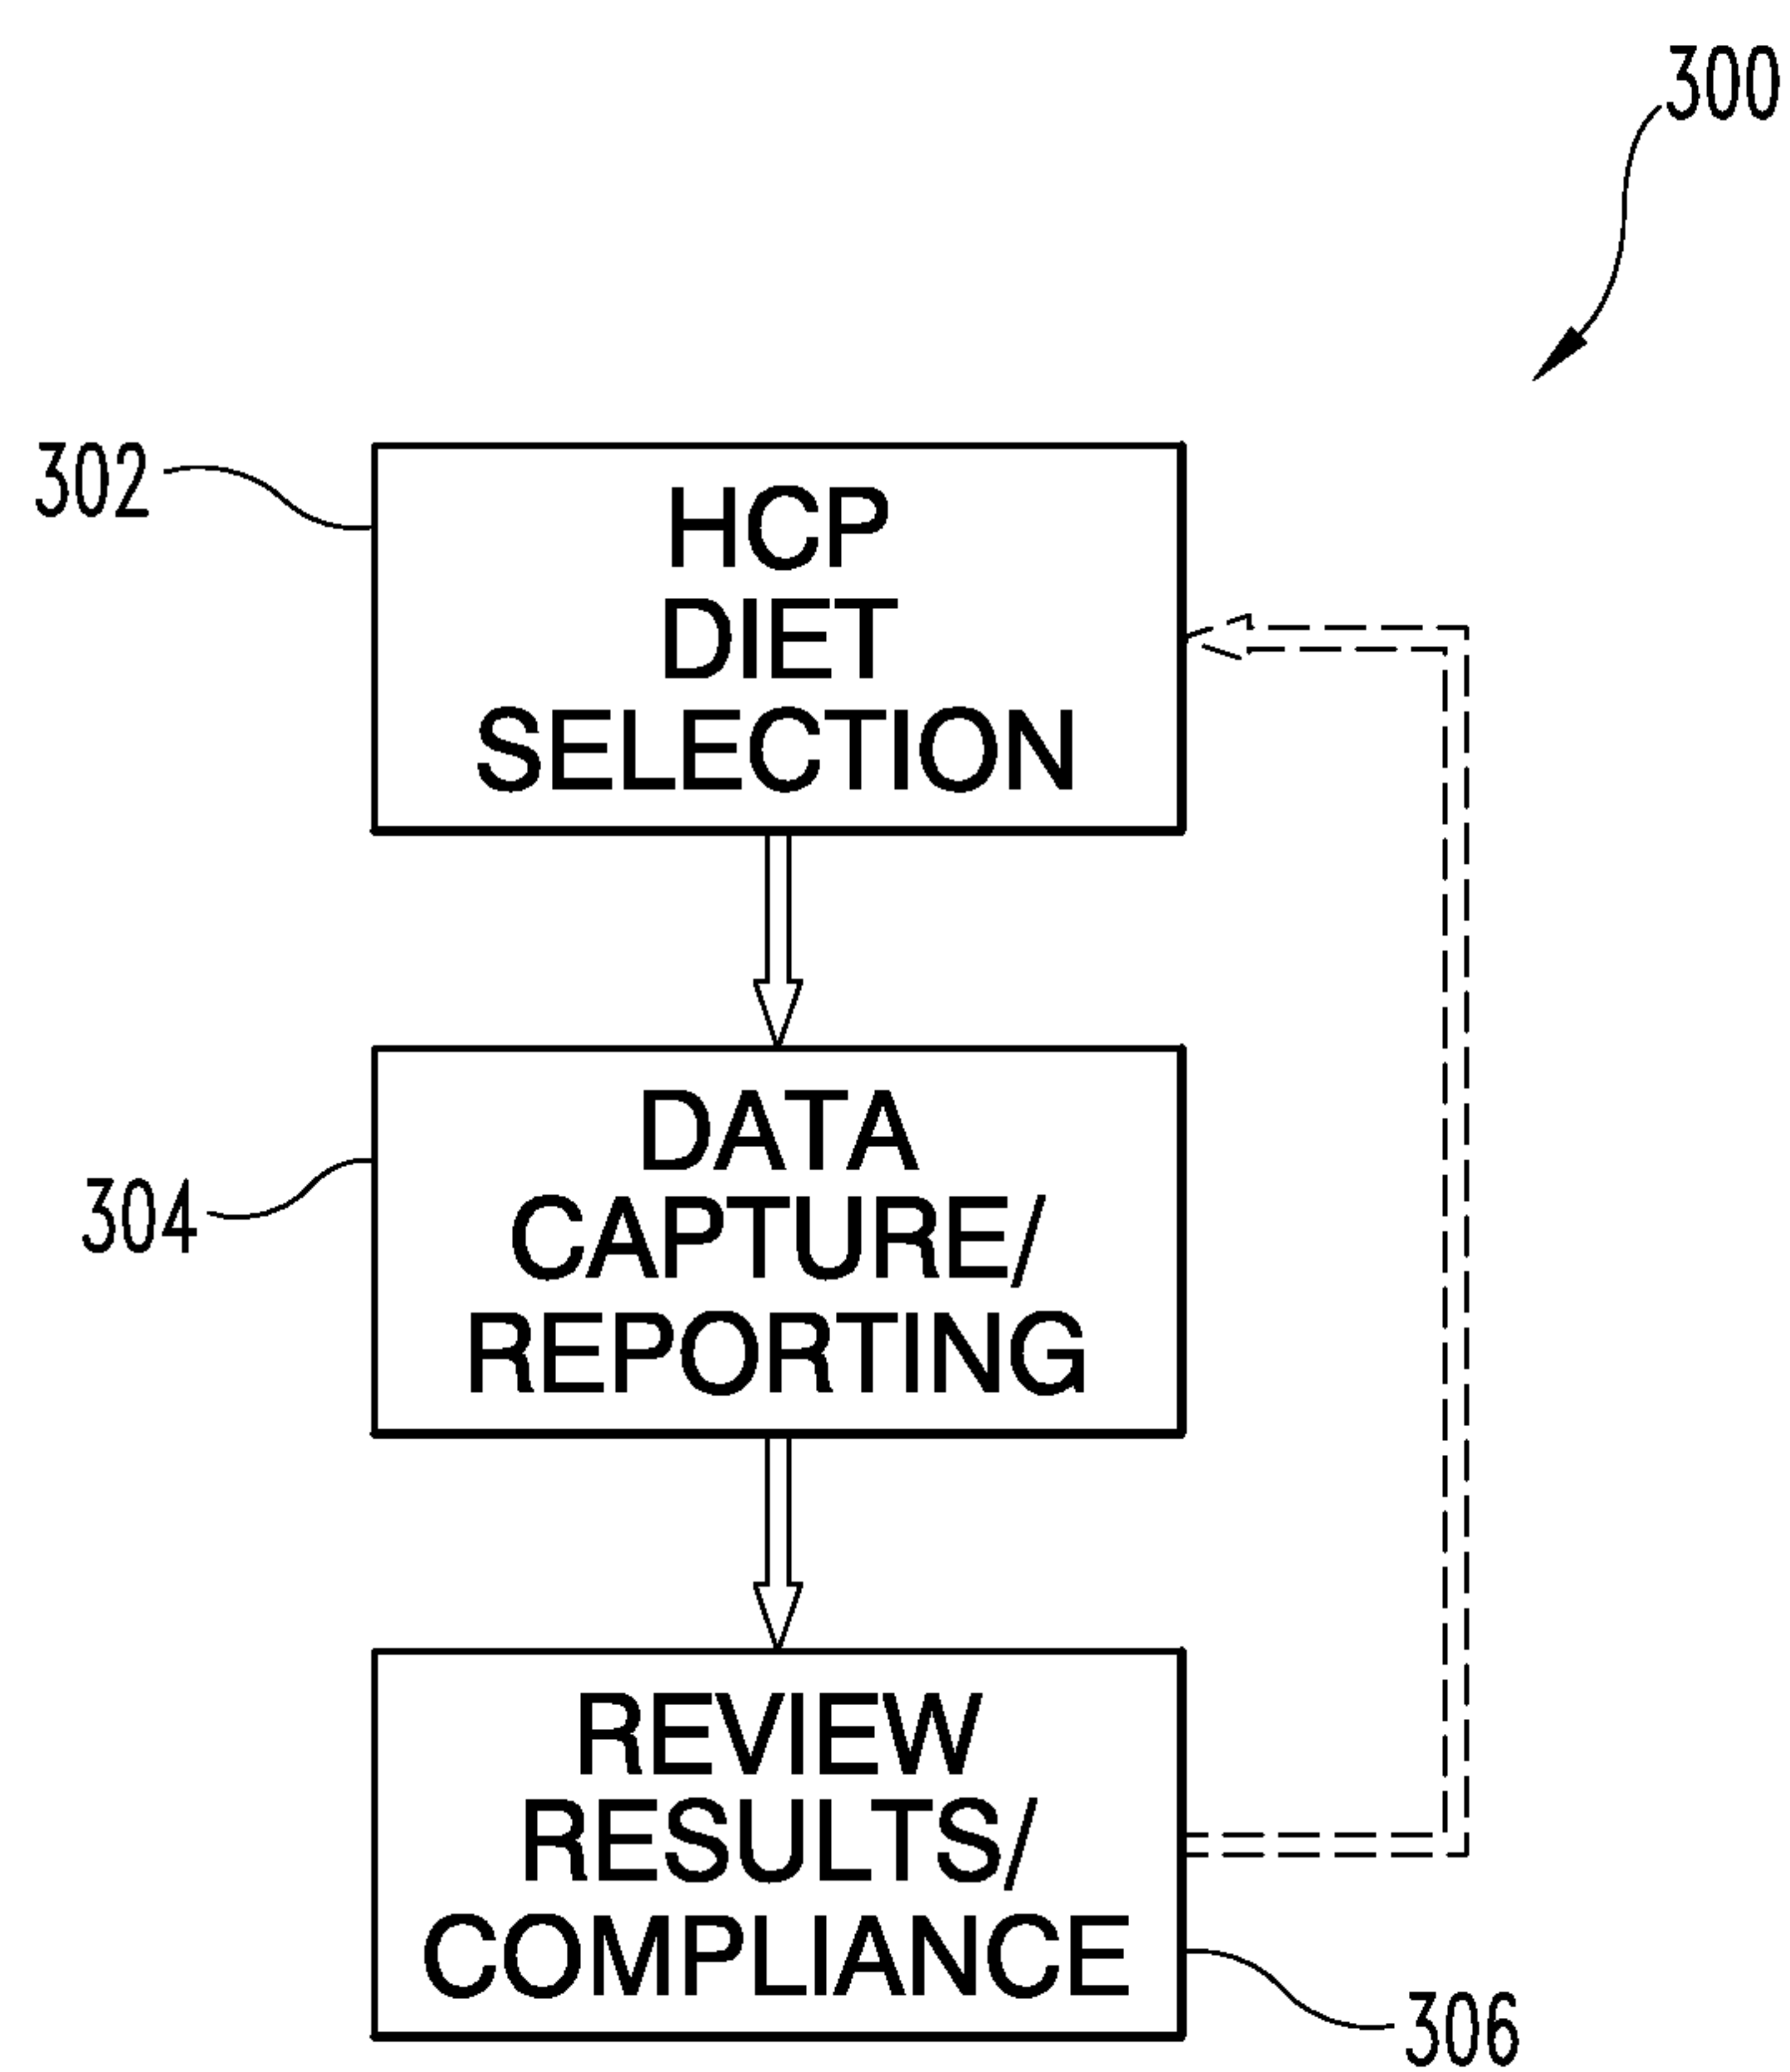 300
302
HCP
DIET
SELECTION
304
DATA
CAPTURE/
REPORTING
REVIEW
RESULTS/
COMPLIANCE
306